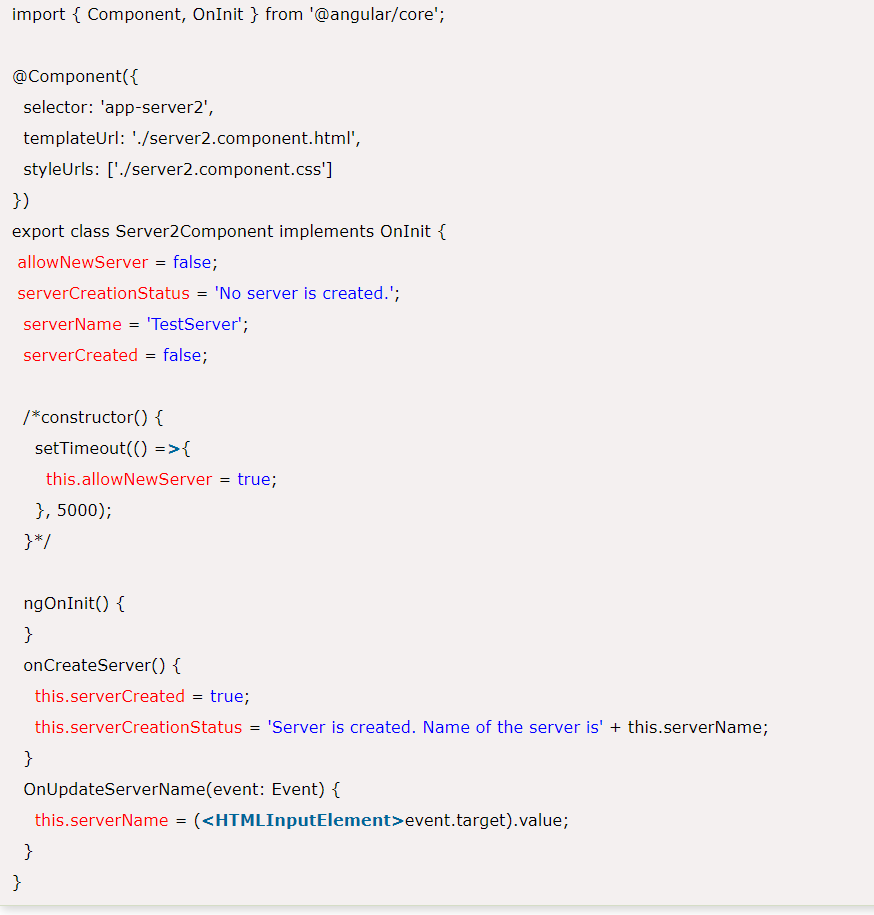 import { Component, OnInit } from '@angular/core';
@Component({
selector: 'app-server2',
templateUrl: './server2.component.html',
styleUrls: ['./server2.component.css']
})
export class Server2Component implements OnInit {
allowNewServer = false;
serverCreationStatus = 'No server is created.';
serverName = 'TestServer';
serverCreated = false;
/*constructor() {
setTimeout(() =>{
this.allowNewServer = true;
}, 5000);
}*/
ngOnInit() {
}
onCreateServer() {
this.serverCreated = true;
this.serverCreationStatus = 'Server is created. Name of the server is' + this.serverName;
}
OnUpdateServerName(event: Event) {
this.serverName = (<HTMLInputElement>event.target).value;
}
}